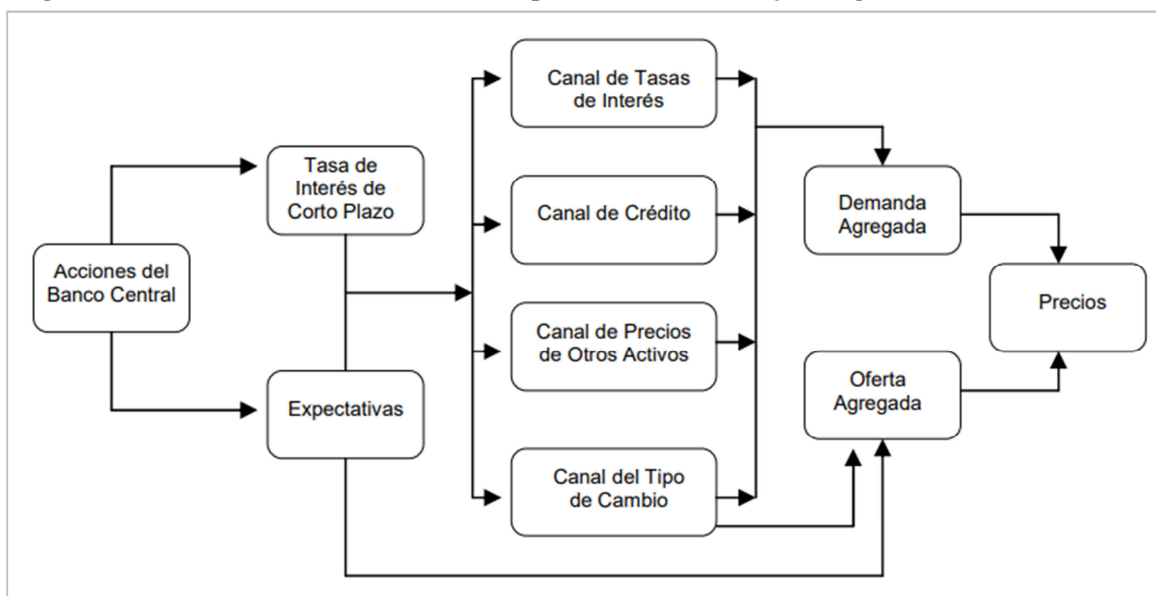 Acciones del
Banco Central
Tasa de
Interés de
Corto Plazo
Expectativas
Canal de Tasas
de Interés
Canal de Crédito
Canal de Precios
de Otros Activos
Canal del Tipo
de Cambio
Demanda
Agregada
Oferta
Agregada
Precios